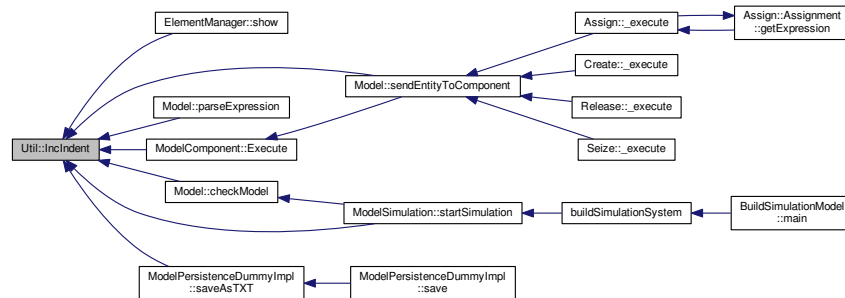 ElementManager::show
Assign::_execute
Assign::Assignment
::getExpression
Create::_execute
Model::sendEntityToComponent
Model::parseExpression
Release::_execute
Util::IncIndent
ModelComponent::Execute
Seize::_execute
Model::checkModel
ModelSimulation::startSimulation
buildSimulationSystem
BuildSimulationModel
::main
ModelPersistenceDummyImpl
::saveAsTXT
ModelPersistenceDummyImpl
::save